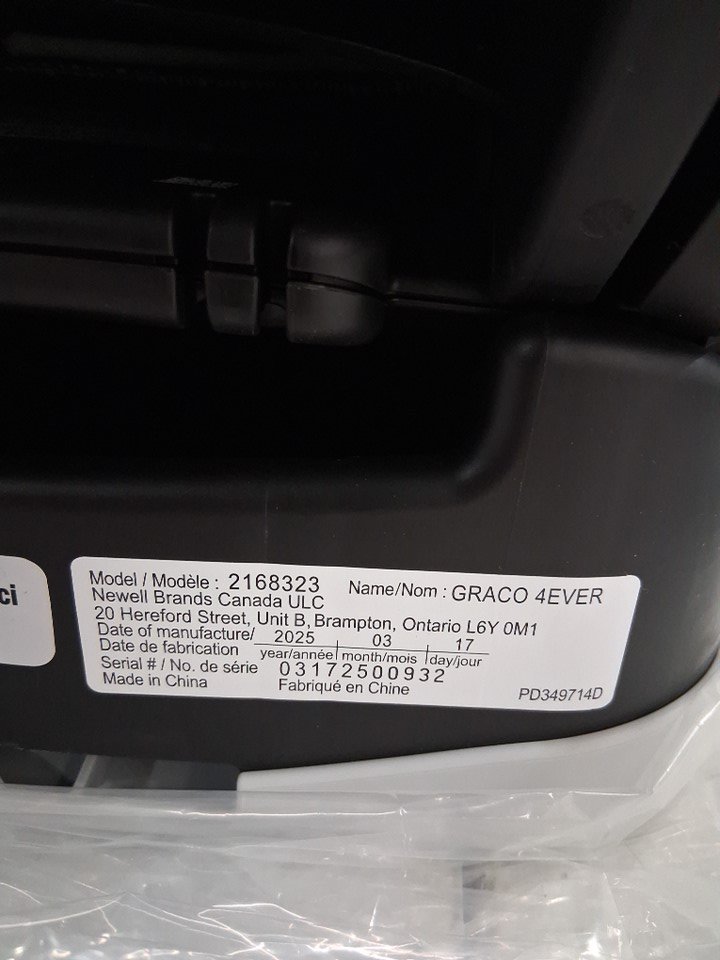 ci
Model / Modèle : 2168323 Name/Nom : GRACO 4EVER
Newell Brands Canada ULC
20 Hereford Street, Unit B, Brampton, Ontario L6Y 0M1
Date of manufacture/ 2025 | 03 | 17
Date de fabrication year/année month/mois day/jour
Serial # / No. de série 03172500932
Made in China Fabriqué en Chine PD349714D